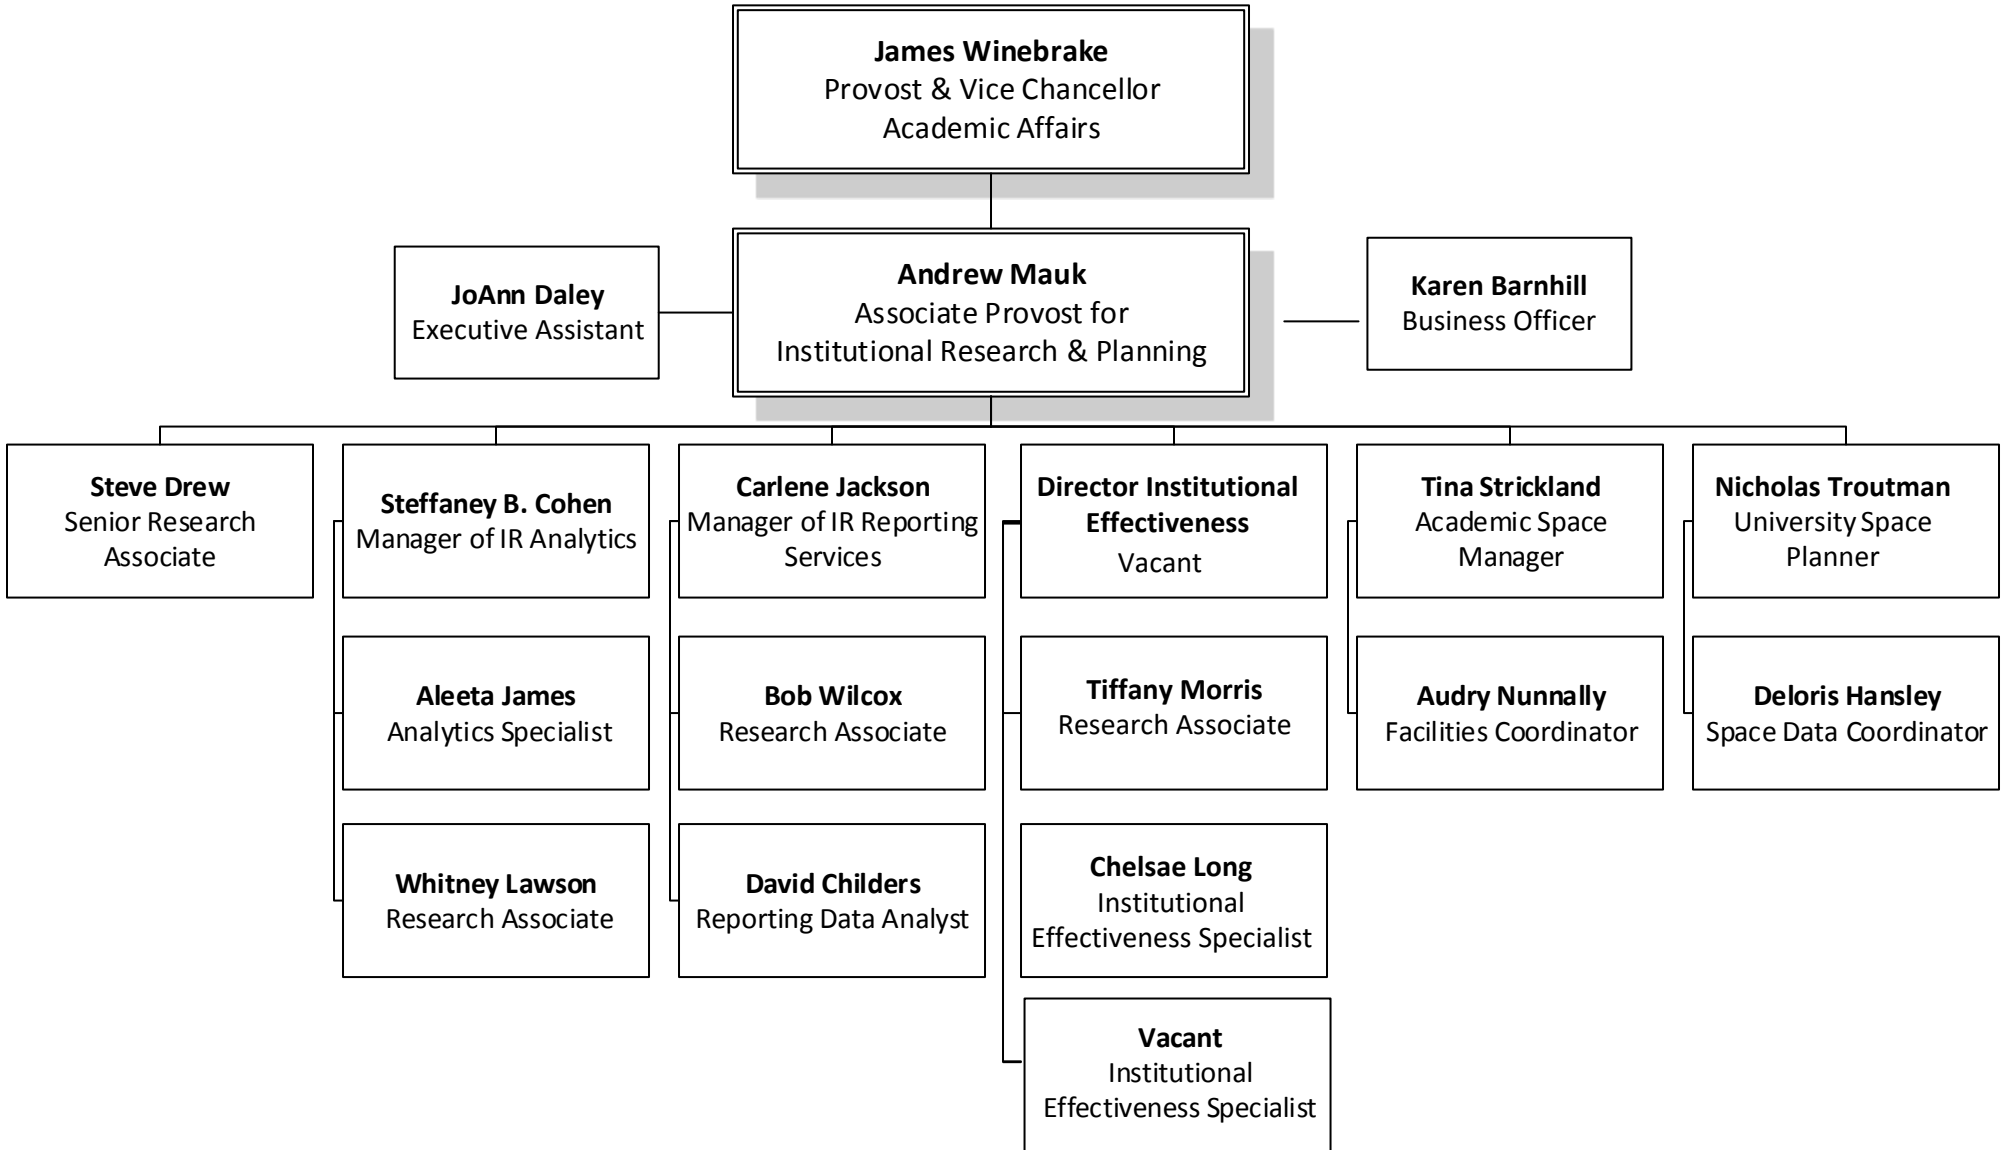 James Winebrake
Provost & Vice Chancellor
Academic Affairs
JoAnn Daley
Executive Assistant
Andrew Mauk
Associate Provost for
Institutional Research & Planning
Karen Barnhill
Business Officer
Steve Drew
Senior Research
Associate
Steffaney B. Cohen
Manager of IR Analytics
Carlene Jackson
Manager of IR Reporting
Services
Director Institutional
Effectiveness
Vacant
Tina Strickland
Academic Space
Manager
Nicholas Troutman
University Space
Planner
Aleeta James
Analytics Specialist
Bob Wilcox
Research Associate
Tiffany Morris
Research Associate
Audry Nunnally
Facilities Coordinator
Deloris Hansley
Space Data Coordinator
Whitney Lawson
Research Associate
David Childers
Reporting Data Analyst
Chelsae Long
Institutional
Effectiveness Specialist
Vacant
Institutional
Effectiveness Specialist